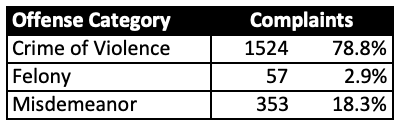 Offense Category Complaints
Crime of Violence 1524 78.8%
Felony 57 2.9%
Misdemeanor 353 18.3%